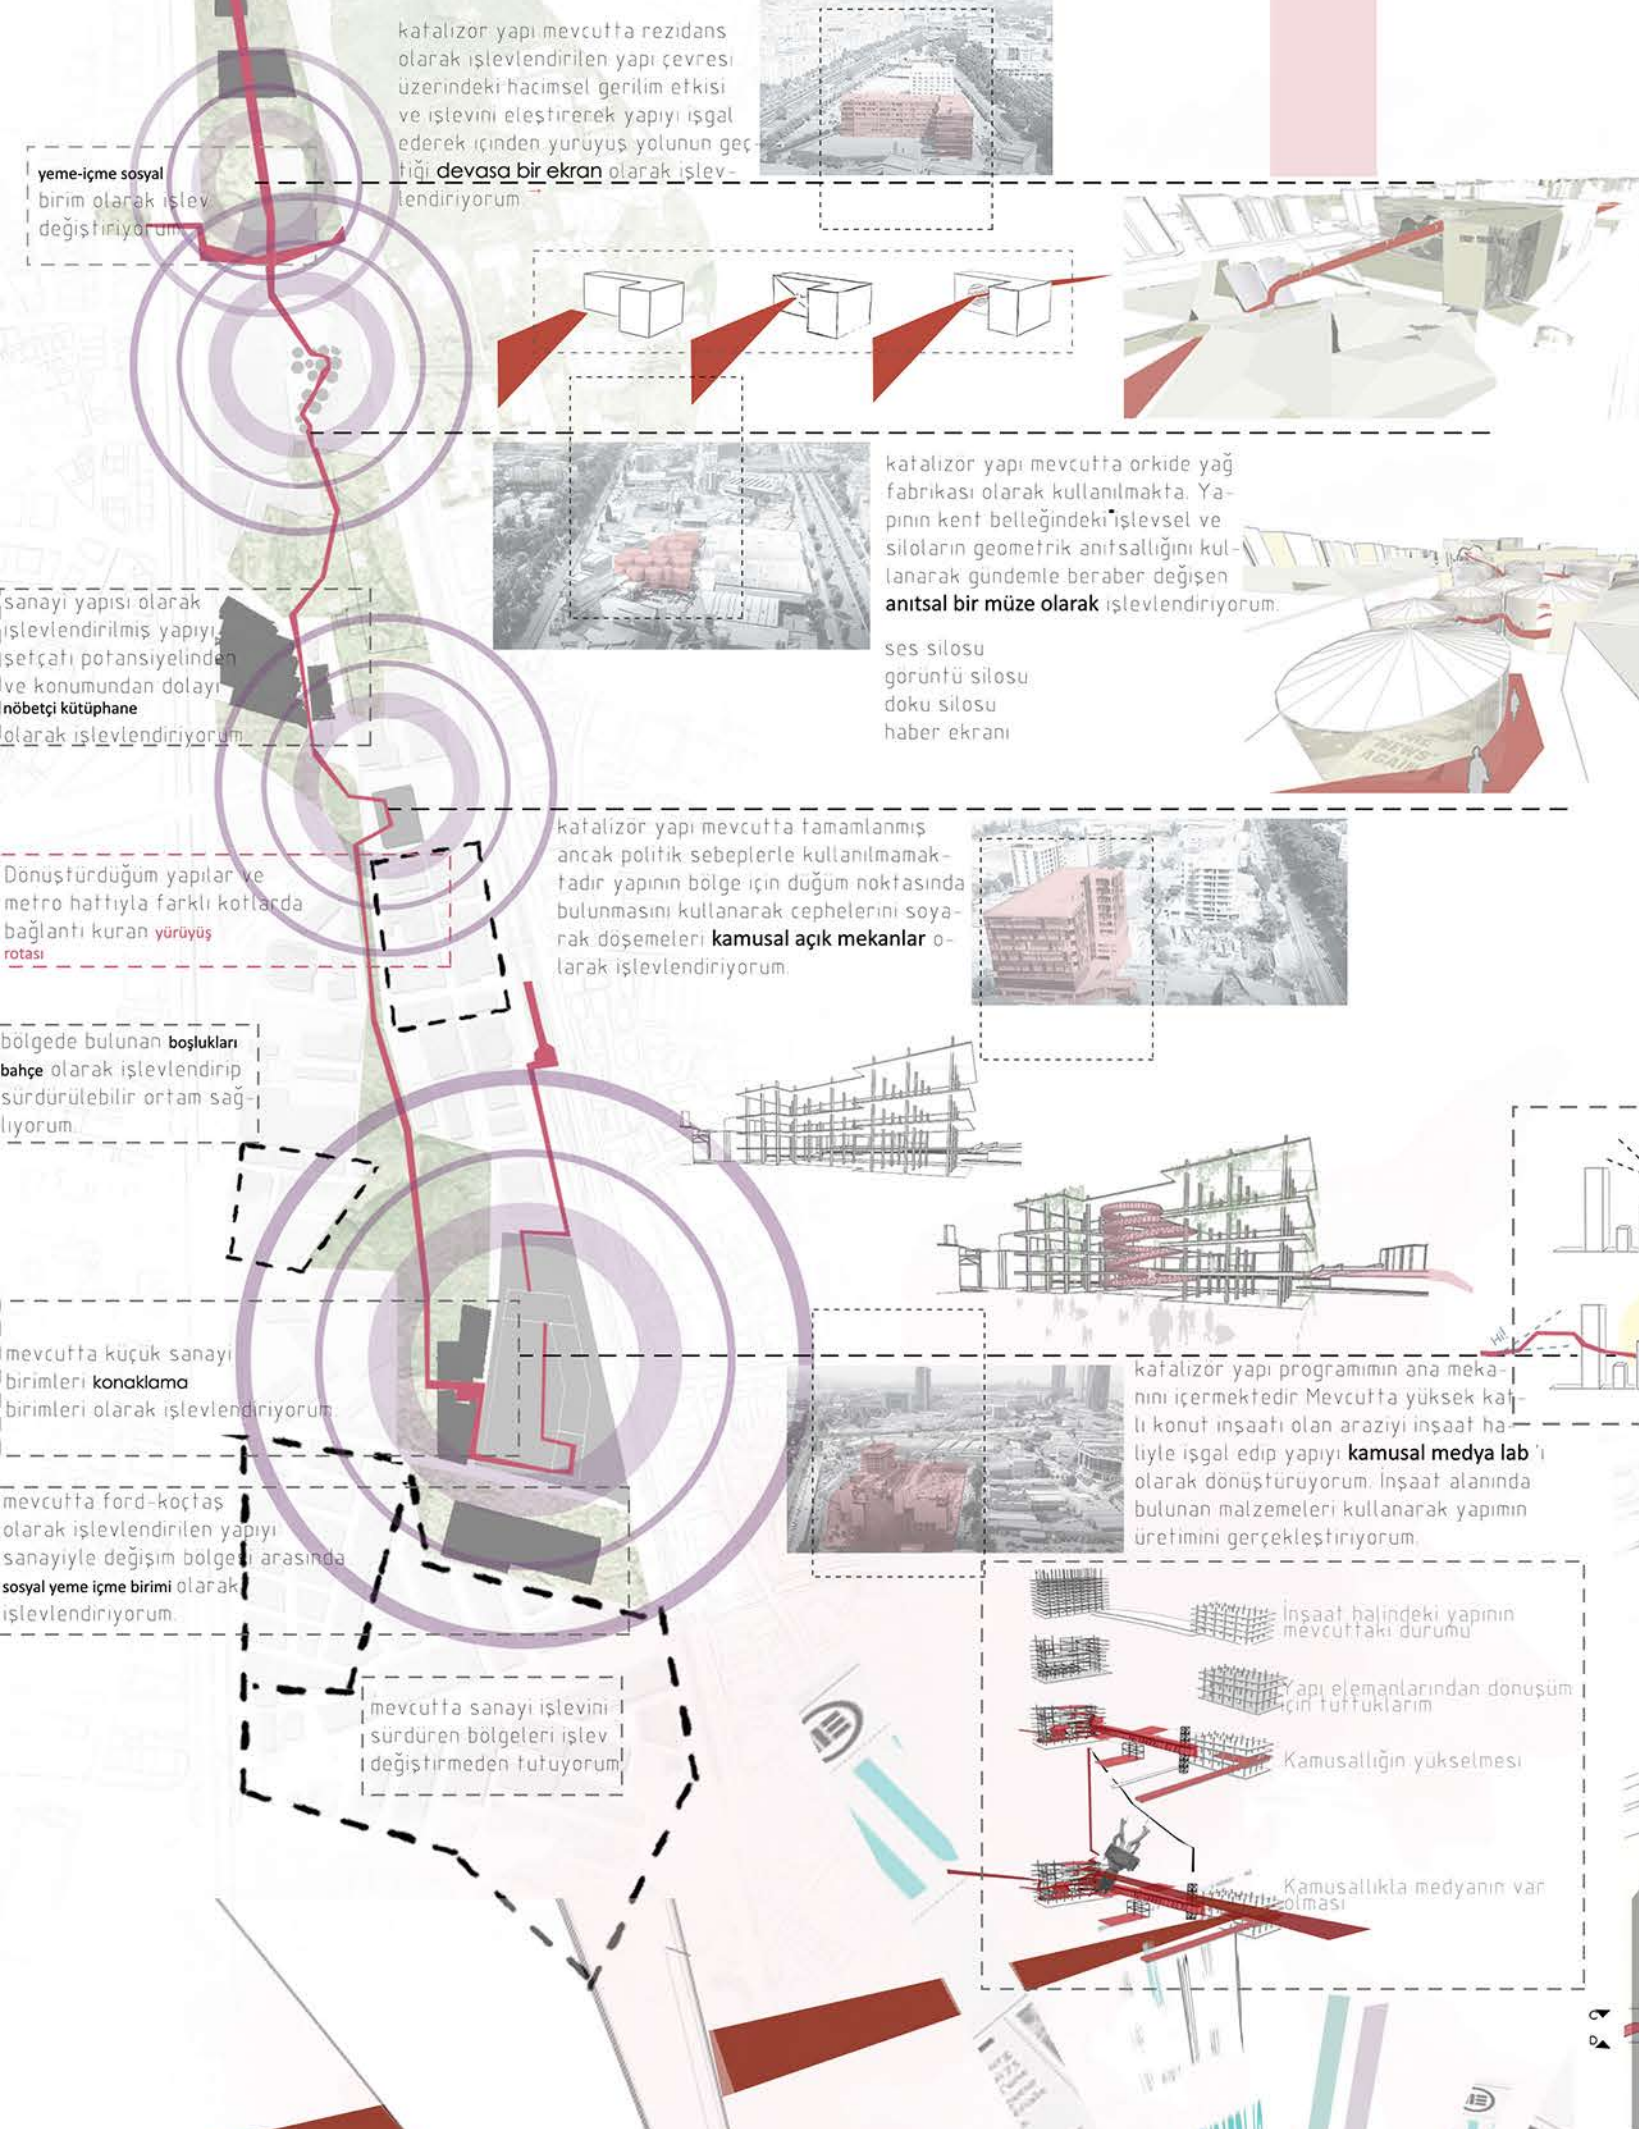 katalizör yapı mevcutta rezidans
olarak işlevlendirilen yapı çevresi
üzerindeki hacimsel gerilim etkisi
ve işlevini eleştirerek yapıyı işgal
ederek içinden yürüyüş yolunun geç-
tiği devasa bir ekran olarak işlev-
lendiriyorum
yeme-içme sosyal
birim olarak işlev
değiştiriyorum
katalizör yapı mevcutta orkide yağ
fabrikası olarak kullanılmakta. Ya-
pının kent belleğindeki işlevsel ve
siloların geometrik anıtsallığını kul-
lanarak gündemle beraber değişen
anıtsal bir müze olarak işlevlendiriyorum.
ses silosu
görüntü silosu
doku silosu
haber ekranı
THE
NEWS
AGAIN
sanayi yapısı olarak
işlevlendirilmiş yapıyı
setçatı potansiyelinden
ve konumundan dolayı
nöbetçi kütüphane
olarak işlevlendiriyorum
katalizör yapı mevcutta tamamlanmış
ancak politik sebeplerle kullanılmamak-
tadır yapının bölge için düğüm noktasında
bulunmasını kullanarak cephelerini soya-
rak döşemeleri kamusal açık mekanlar o-
larak işlevlendiriyorum.
Dönüştürdüğüm yapılar ve
metro hattıyla farklı kotlarda
bağlantı kuran yürüyüş
rotası
bölgede bulunan boşlukları
bahçe olarak işlevlendirip
sürdürülebilir ortam sağ-
lıyorum.
Hi!
mevcutta küçük sanayi
birimleri konaklama
birimleri olarak işlevlendiriyorum.
katalizör yapı programımın ana meka-
nını içermektedir Mevcutta yüksek kat-
lı konut inşaatı olan araziyi inşaat ha-
liyle işgal edip yapıyı kamusal medya lab 'ı
olarak dönüştürüyorum. İnşaat alanında
bulunan malzemeleri kullanarak yapımın
üretimini gerçekleştiriyorum.
mevcutta ford-koçtaş
olarak işlevlendirilen yapıyı
sanayiyle değişim bölgesi arasında
sosyal yeme içme birimi olarak
işlevlendiriyorum.
mevcutta sanayi işlevini
sürdüren bölgeleri işlev
değiştirmeden tutuyorum
İnşaat halindeki yapının
mevcuttaki durumu
Yapı elemanlarından dönüşüm
için tuttuklarım
Kamusallığın yükselmesi
Kamusallıkla medyanın var
olması